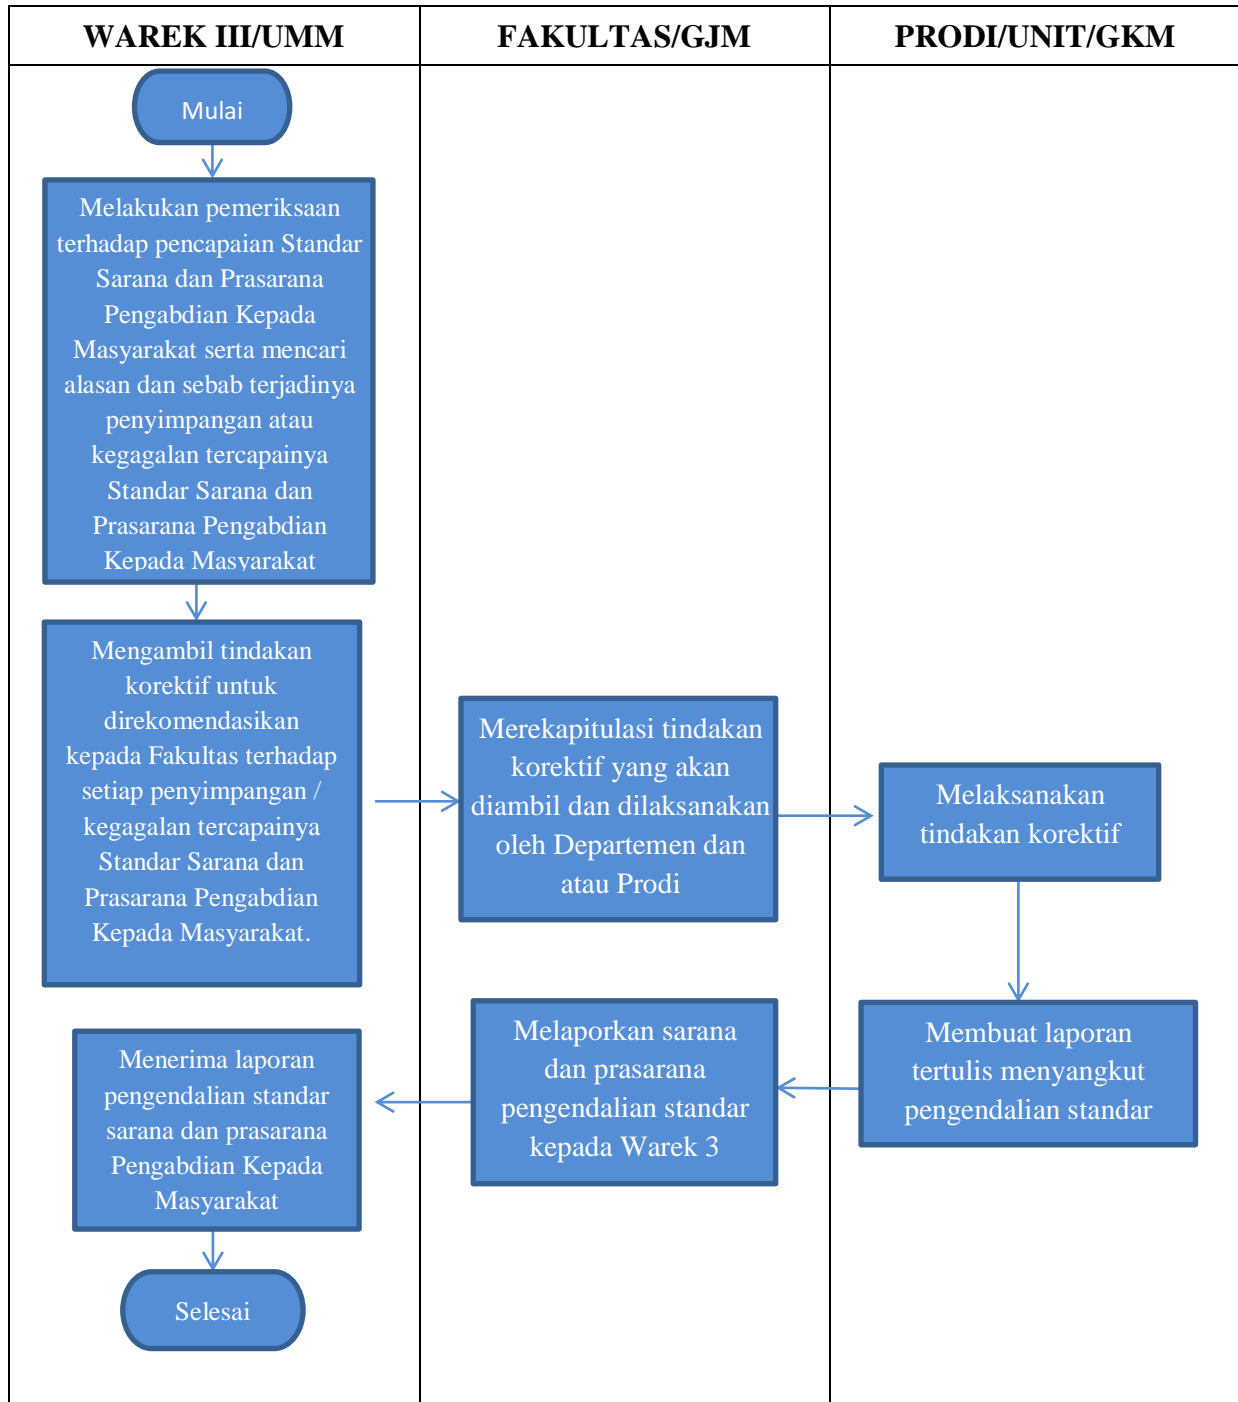 WAREK III/UMM
FAKULTAS/GJM
PRODI/UNIT/GKM
Mulai
Melakukan pemeriksaan
terhadap pencapaian Standar
Sarana dan Prasarana
Pengabdian Kepada
Masyarakat serta mencari
alasan dan sebab terjadinya
penyimpangan atau
kegagalan tercapainya
Standar Sarana dan
Prasarana Pengabdian
Kepada Masyarakat
Mengambil tindakan
korektif untuk
direkomendasikan
kepada Fakultas terhadap
setiap penyimpangan /
kegagalan tercapainya
Standar Sarana dan
Prasarana Pengabdian
Kepada Masyarakat.
Merekapitulasi tindakan
korektif yang akan
diambil dan dilaksanakan
oleh Departemen dan
atau Prodi
Melaksanakan
tindakan korektif
Membuat laporan
tertulis menyangkut
pengendalian standar
Melaporkan sarana
dan prasarana
pengendalian standar
kepada Warek 3
Menerima laporan
pengendalian standar
sarana dan prasarana
Pengabdian Kepada
Masyarakat
Selesai